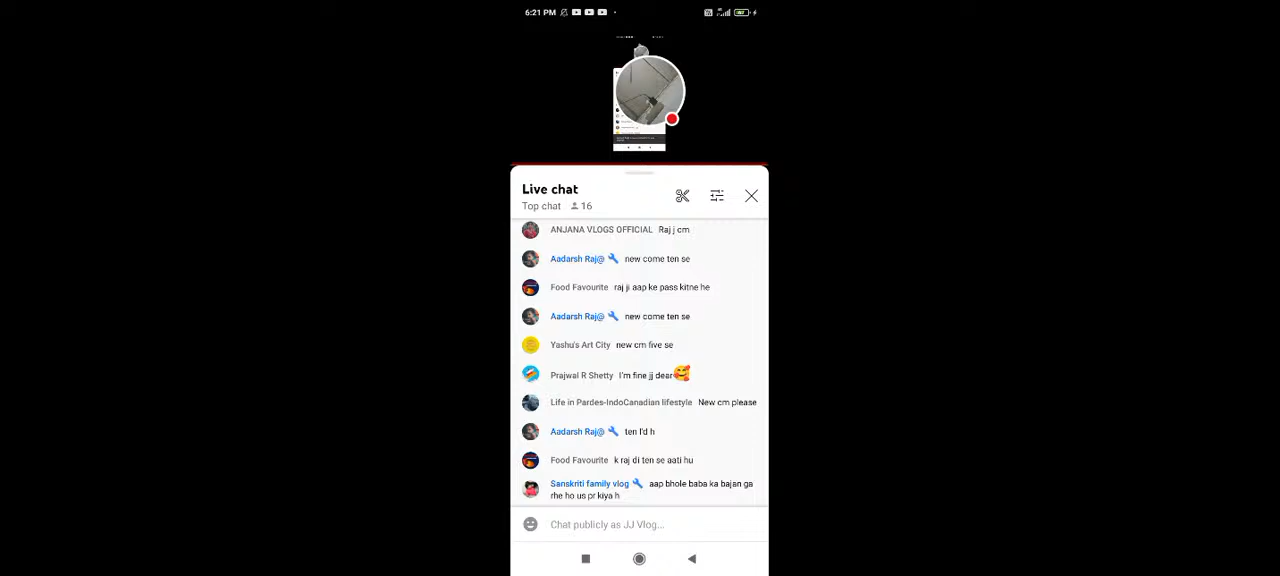 6:21 PM
Live chat
Top chat 16
ANJANA VLOGS OFFICIAL Raj j cm
Aadarsh Raj@ new come ten se
Food Favourite raj ji aap ke pass kitne he
Aadarsh Raj@ new come ten se
Yashu's Art City new cm five se
Prajwal R Shetty I'm fine jj dear🥰
Life in Pardes-IndoCanadian lifestyle New cm please
Aadarsh Raj@ ten I'd h
Food Favourite k raj di ten se aati hu
Sanskriti family vlog aap bhole baba ka bajan ga
rhe ho us pr kiya h
Chat publicly as JJ Vlog...